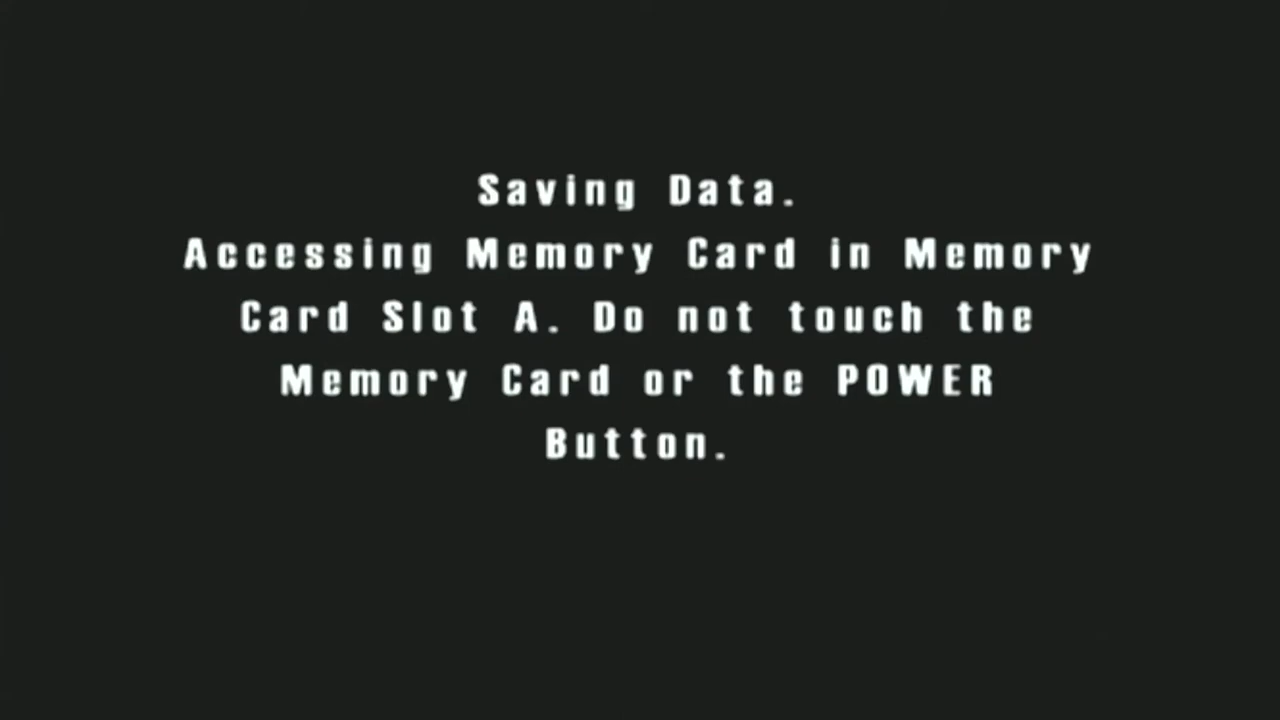 Saving Data.
Accessing Memory Card in Memory
Card Slot A. Do not touch the
Memory Card or the POWER
Button.